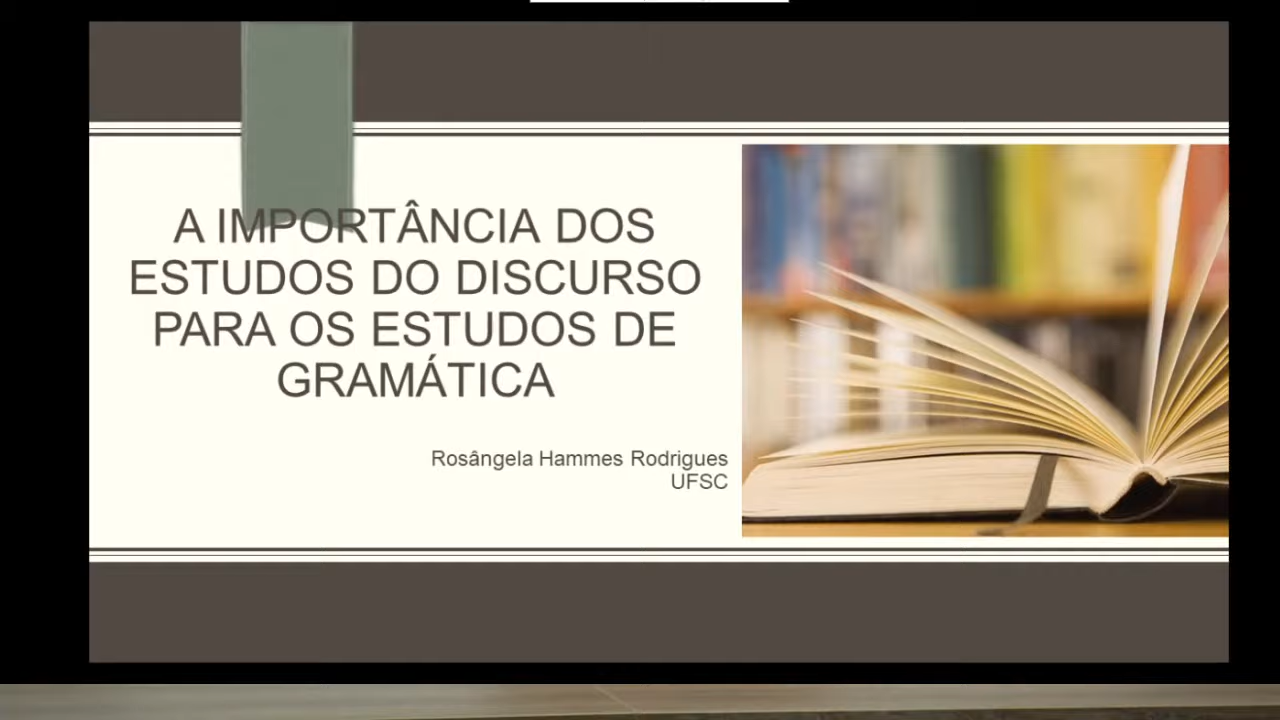 A IMPORTÂNCIA DOS
ESTUDOS DO DISCURSO
PARA OS ESTUDOS DE
GRAMÁTICA
Rosângela Hammes Rodrigues
UFSC